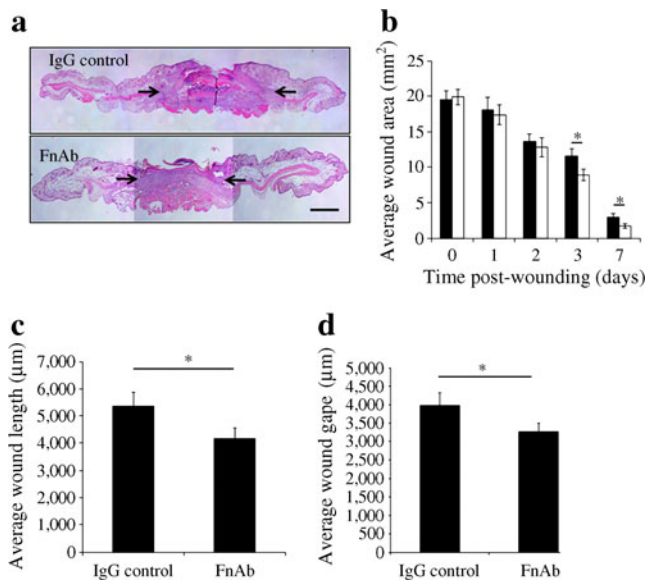 a
IgG control
FnAb
b
Average wound area (mm²)
25
20
15
10
5
0
*
*
0 1 2 3 7
Time post-wounding (days)
c
Average wound length (µm)
7,000
6,000
5,000
4,000
3,000
2,000
1,000
0
*
IgG control FnAb
d
Average wound gape (µm)
5,000
4,500
4,000
3,500
3,000
2,500
2,000
1,500
1,000
500
0
*
IgG control FnAb